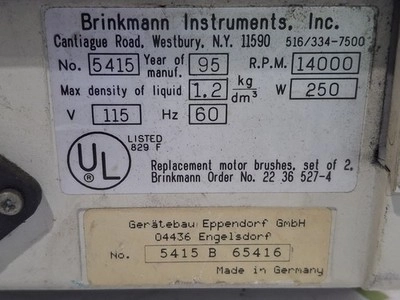 Brinkmann Instruments, Inc.
Cantiague Road, Westbury, N.Y. 11590 516/334-7500
No. 5415 Year of manuf. 95 R.P.M. 14000
Max density of liquid 1.2 kg/dm³ W 250
V 115 Hz 60
UL ® LISTED
829 F
Replacement motor brushes, set of 2,
Brinkmann Order No. 22 36 527-4
Gerätebau Eppendorf GmbH
04436 Engelsdorf
No. 5415 B 65416
Made in Germany